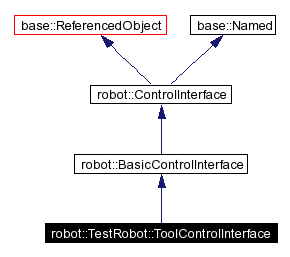 base::ReferencedObject
base::Named
robot::ControlInterface
robot::BasicControlInterface
robot::TestRobot::ToolControlInterface